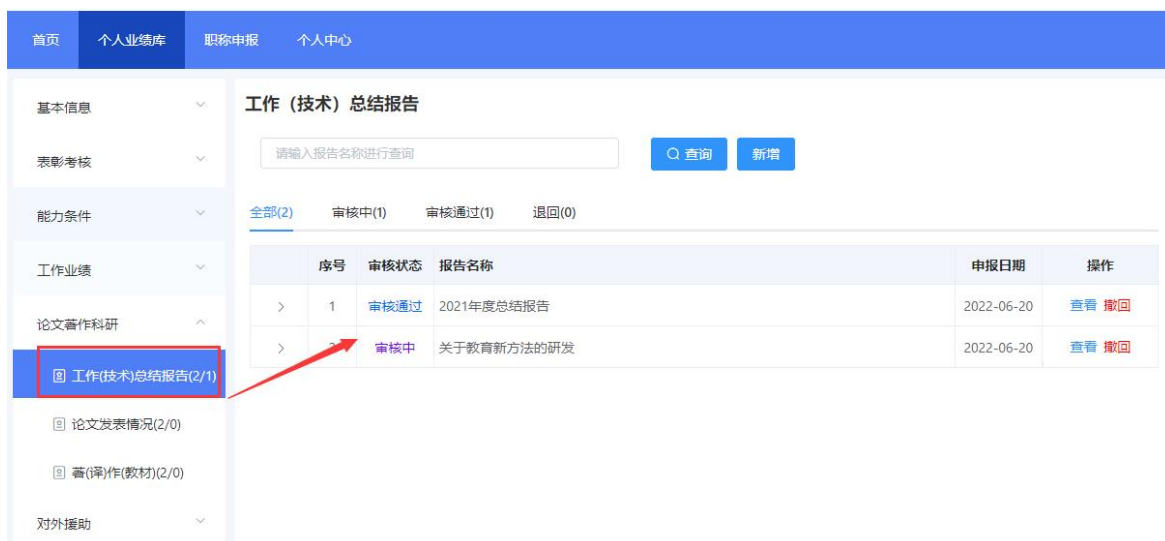 首页 个人业绩库 职称申报 个人中心
基本信息
表彰考核
能力条件
工作业绩
论文著作科研
工作(技术)总结报告(2/1)
论文发表情况(2/0)
著(译)作(教材)(2/0)
对外援助
工作（技术）总结报告
请输入报告名称进行查询 查询 新增
全部(2) 审核中(1) 审核通过(1) 退回(0)
序号 审核状态 报告名称 申报日期 操作
1 审核通过 2021年度总结报告 2022-06-20 查看 撤回
审核中 关于教育新方法的研发 2022-06-20 查看 撤回